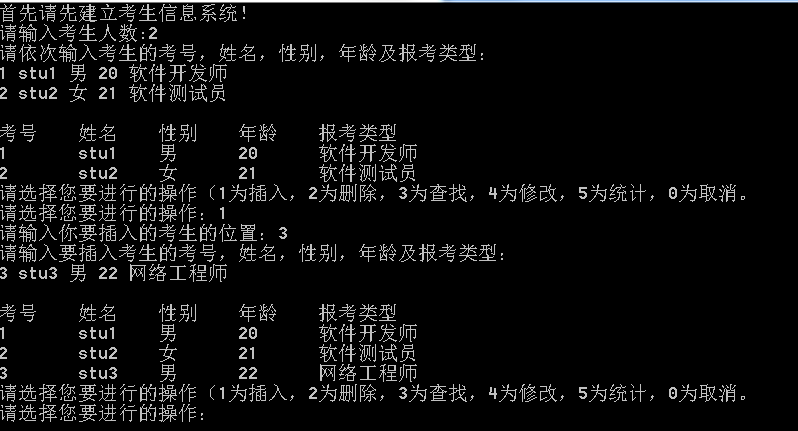 首先请先建立考生信息系统!
请输入考生人数:2
请依次输入考生的考号，姓名，性别，年龄及报考类型:
1 stu1 男 20 软件开发师
2 stu2 女 21 软件测试员
考号 姓名 性别 年龄 报考类型
1 stu1 男 20 软件开发师
2 stu2 女 21 软件测试员
请选择您要进行的操作（1为插入，2为删除，3为查找，4为修改，5为统计，0为取消。
请选择您要进行的操作：1
请输入你要插入的考生的位置：3
请输入要插入考生的考号，姓名，性别，年龄及报考类型:
3 stu3 男 22 网络工程师
考号 姓名 性别 年龄 报考类型
1 stu1 男 20 软件开发师
2 stu2 女 21 软件测试员
3 stu3 男 22 网络工程师
请选择您要进行的操作（1为插入，2为删除，3为查找，4为修改，5为统计，0为取消。
请选择您要进行的操作：